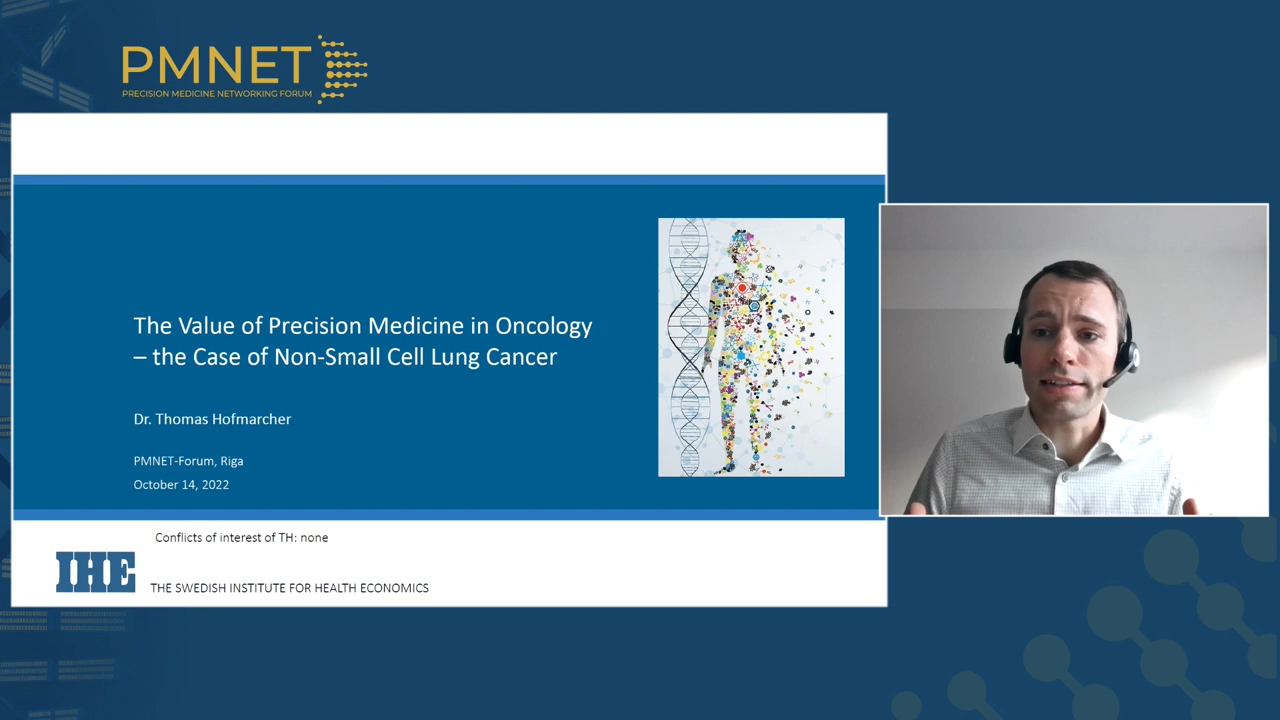 PMNET
PRECISION MEDICINE NETWORKING FORUM
The Value of Precision Medicine in Oncology
– the Case of Non-Small Cell Lung Cancer
Dr. Thomas Hofmarcher
PMNET-Forum, Riga
October 14, 2022
Conflicts of interest of TH: none
IHE
THE SWEDISH INSTITUTE FOR HEALTH ECONOMICS